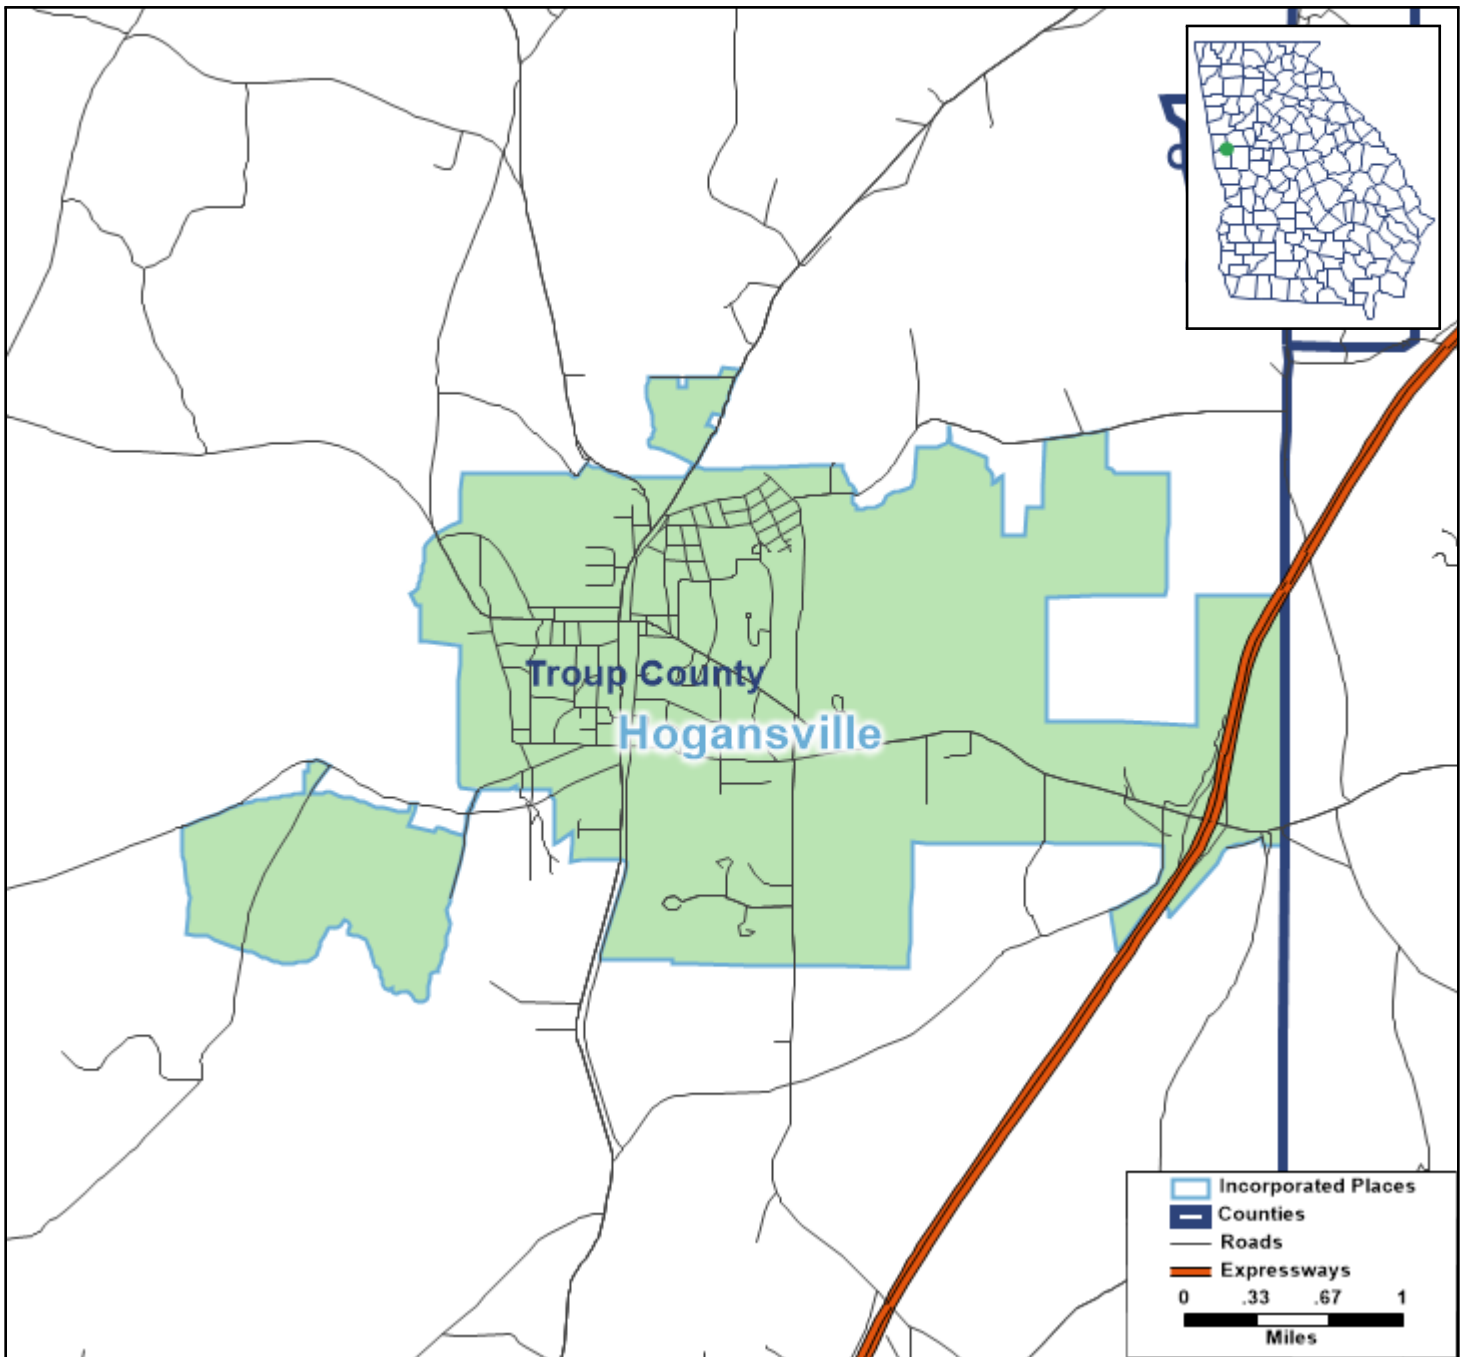 Troup County
Hogansville
Incorporated Places
Counties
Roads
Expressways
0 .33 .67 1
Miles